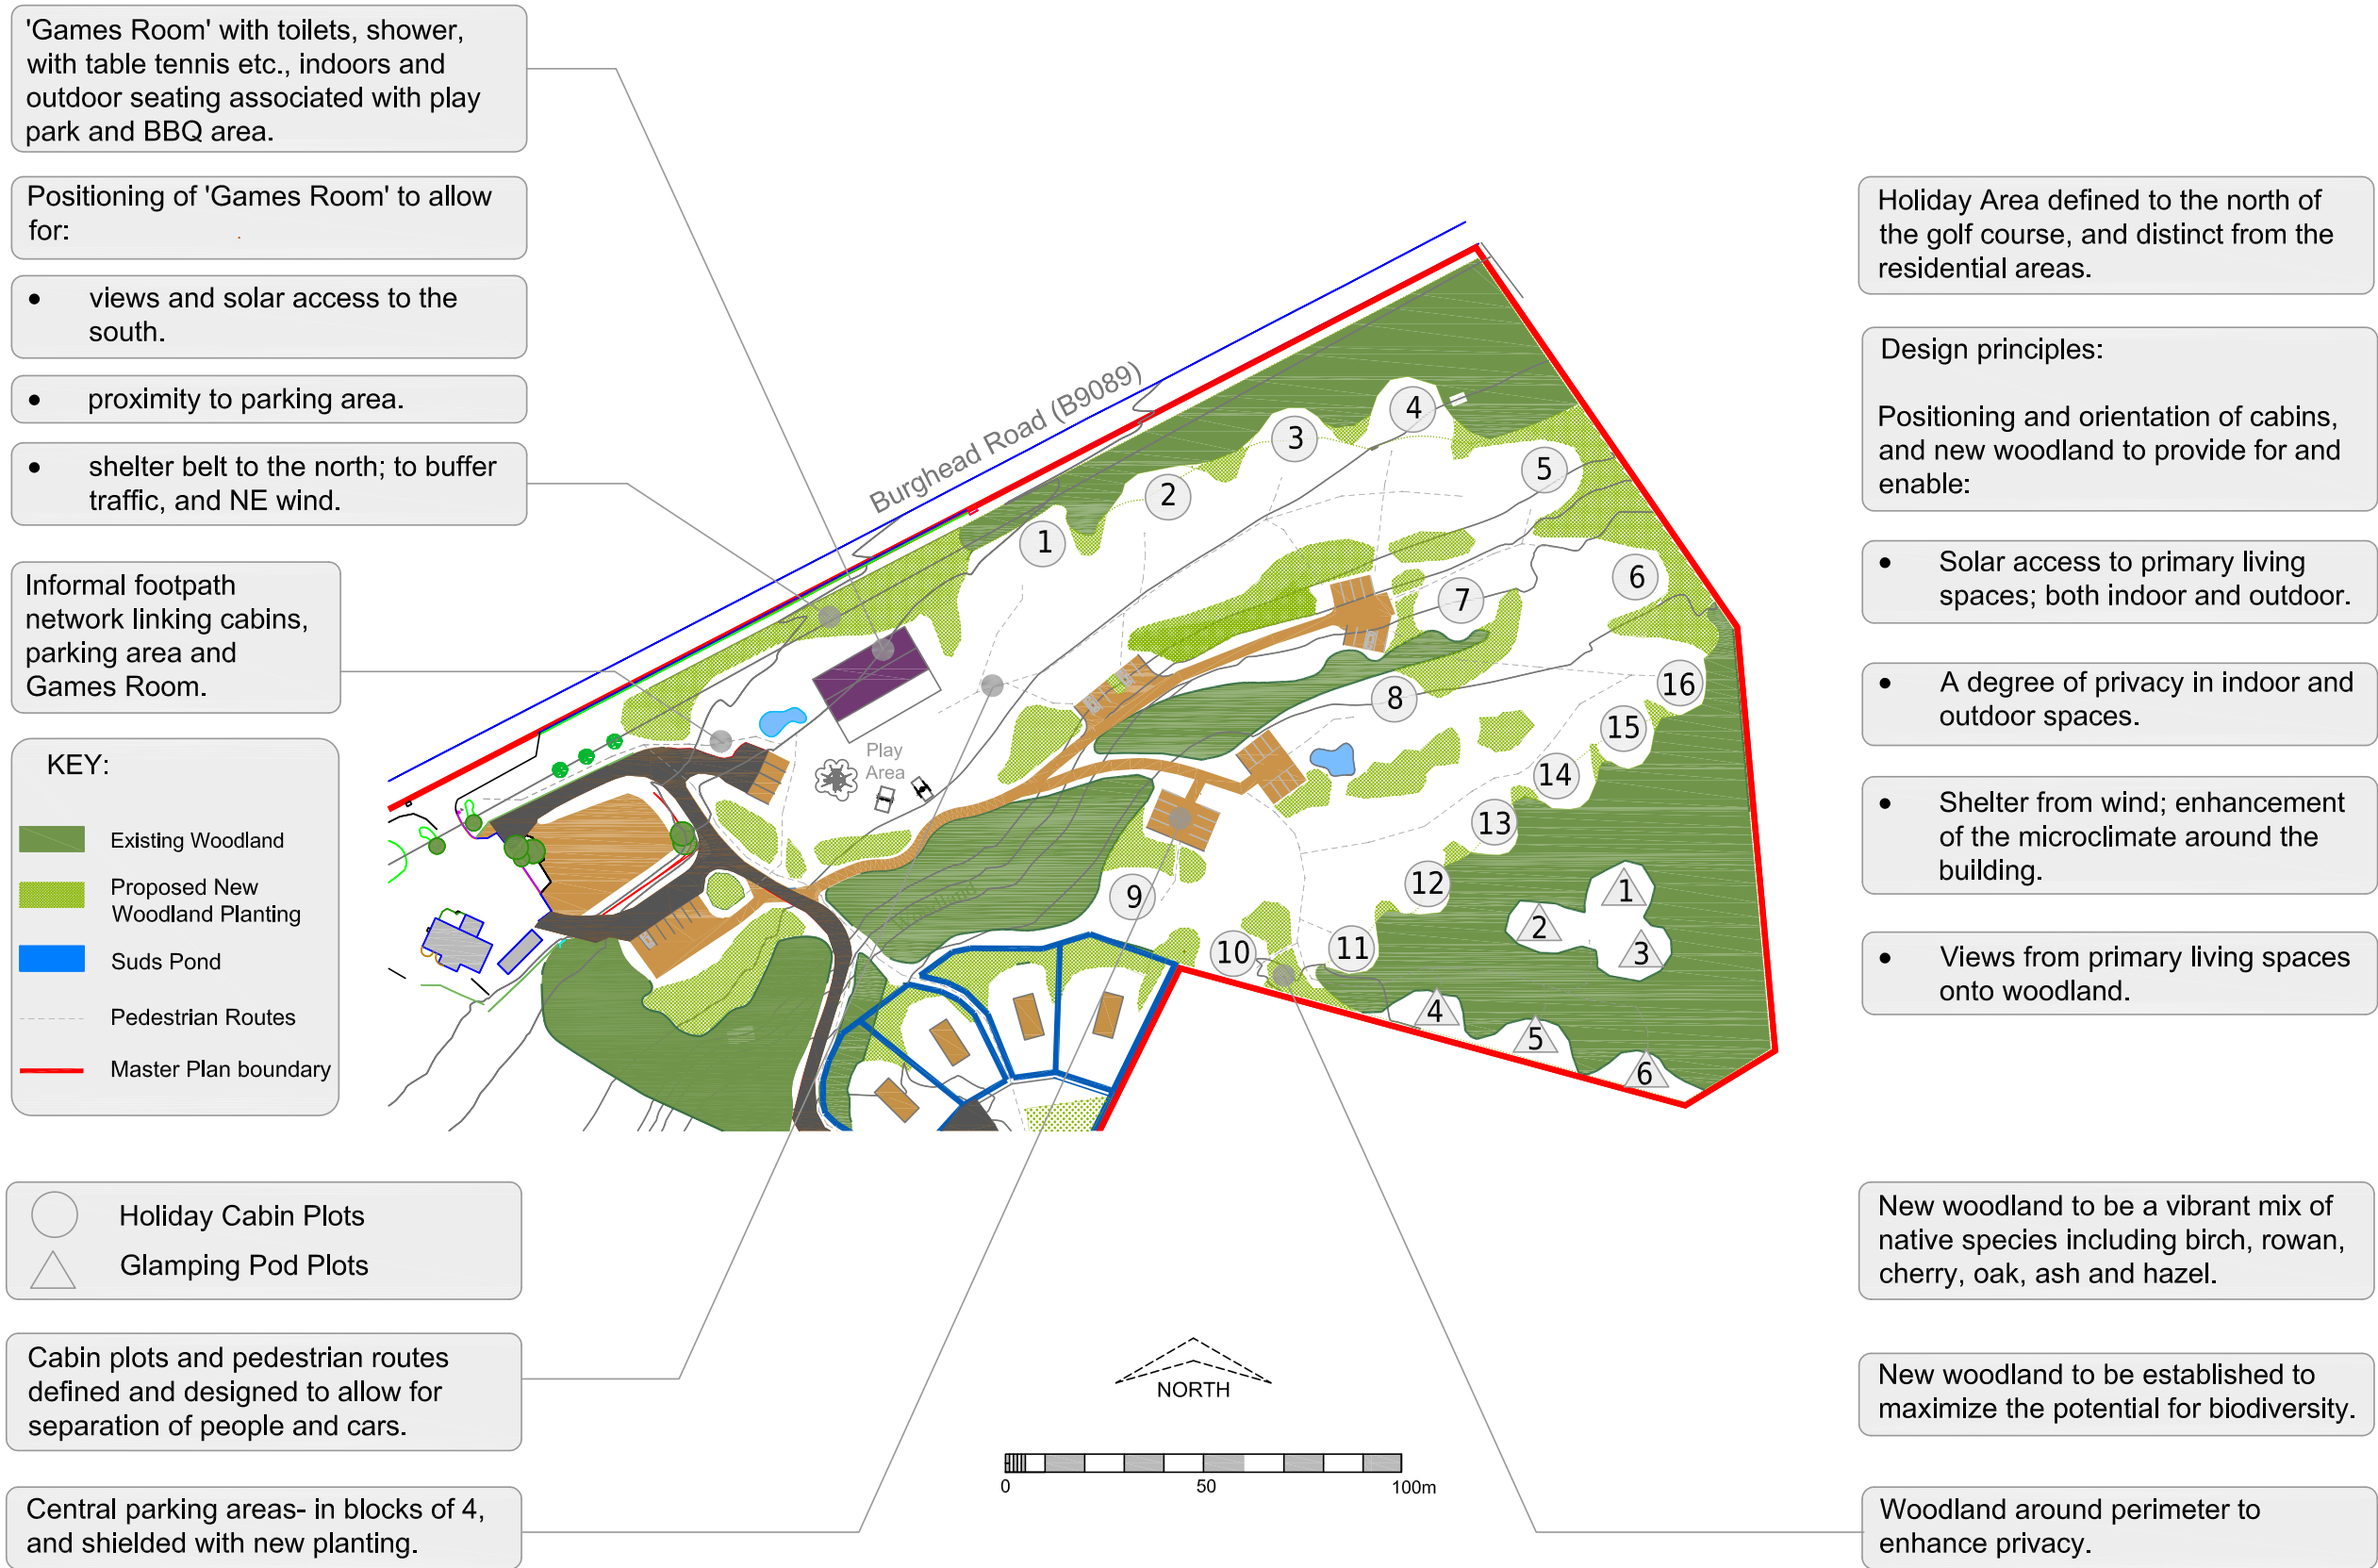 'Games Room' with toilets, shower,
with table tennis etc., indoors and
outdoor seating associated with play
park and BBQ area.
Positioning of 'Games Room' to allow
for:
• views and solar access to the
south.
• proximity to parking area.
• shelter belt to the north; to buffer
traffic, and NE wind.
Informal footpath
network linking cabins,
parking area and
Games Room.
KEY:
Existing Woodland
Proposed New
Woodland Planting
Suds Pond
Pedestrian Routes
Master Plan boundary
Holiday Cabin Plots
Glamping Pod Plots
Cabin plots and pedestrian routes
defined and designed to allow for
separation of people and cars.
Central parking areas- in blocks of 4,
and shielded with new planting.
Burghead Road (B9089)
1
2
3
4
5
6
7
8
9
10
11
12
13
14
15
16
Play
Area
Woodland
1
2
3
4
5
6
NORTH
0 50 100m
Holiday Area defined to the north of
the golf course, and distinct from the
residential areas.
Design principles:
Positioning and orientation of cabins,
and new woodland to provide for and
enable:
• Solar access to primary living
spaces; both indoor and outdoor.
• A degree of privacy in indoor and
outdoor spaces.
• Shelter from wind; enhancement
of the microclimate around the
building.
• Views from primary living spaces
onto woodland.
New woodland to be a vibrant mix of
native species including birch, rowan,
cherry, oak, ash and hazel.
New woodland to be established to
maximize the potential for biodiversity.
Woodland around perimeter to
enhance privacy.